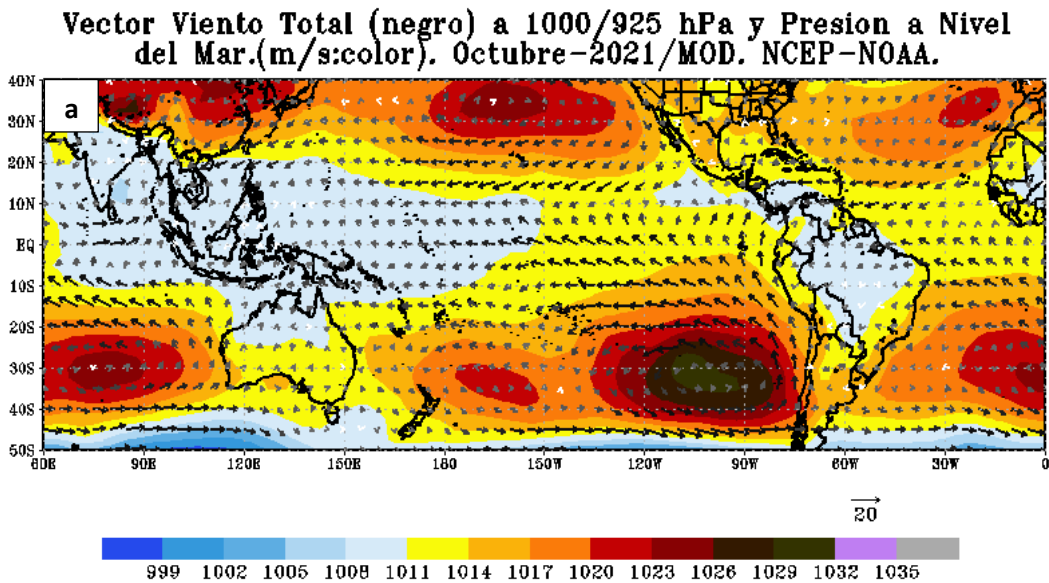 Vector Viento Total (negro) a 1000/925 hPa y Presion a Nivel
del Mar.(m/s:color). Octubre-2021/MOD. NCEP-NOAA.
a
40N
30N
20N
10N
EQ
10S
20S
30S
40S
50S
60E 90E 120E 150E 180 150W 120W 90W 60W 30W 0
20
999 1002 1005 1008 1011 1014 1017 1020 1023 1026 1029 1032 1035